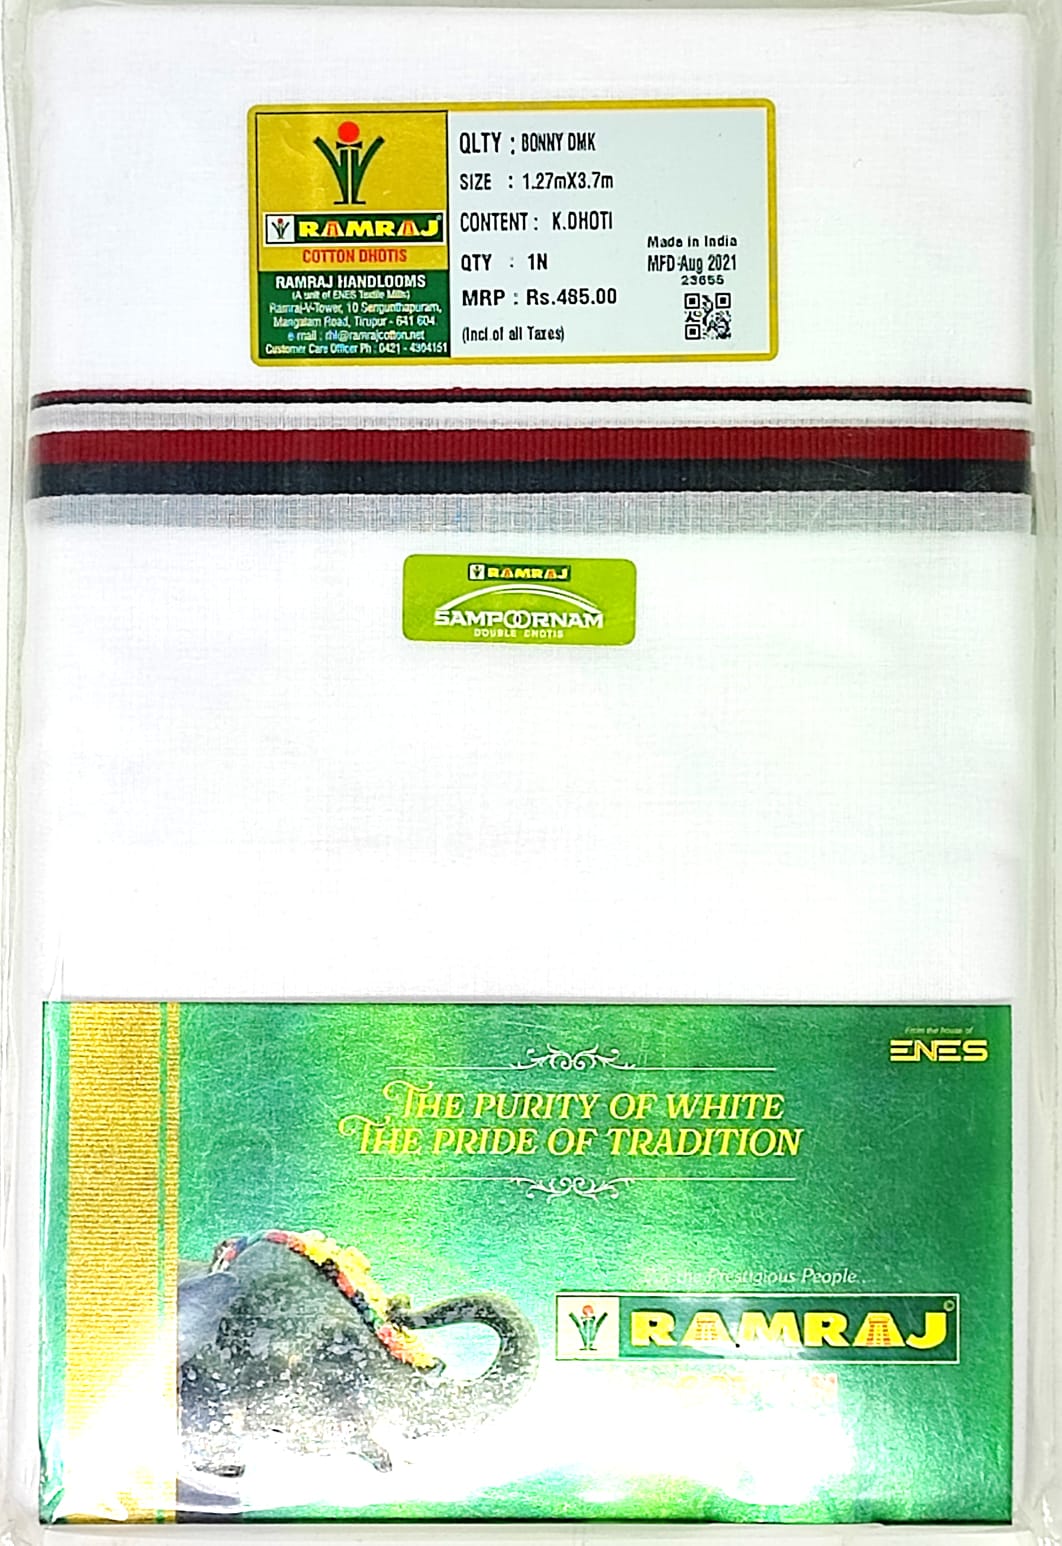 QLTY : BONNY DMK
SIZE : 1.27mX3.7m
CONTENT : K.DHOTI
QTY : 1N
MRP : Rs.485.00
(Incl.of all Taxes)
Made in India
MFD:Aug 2021
23655
RAMRAJ
COTTON DHOTIS
RAMRAJ HANDLOOMS
(A unit of ENES Textile Mills)
Ramraj-V-Tower, 10 Sengunthapuram,
Mangalam Road, Tirupur - 641 604.
e mail : rhl@ramrajcotton.net
Customer Care Officer Ph : 0421 - 4304151
RAMRAJ
SAMPOORNAM
DOUBLE DHOTIS
From the house of
ENES
THE PURITY OF WHITE
THE PRIDE OF TRADITION
the Prestigious People..
RAMRAJ